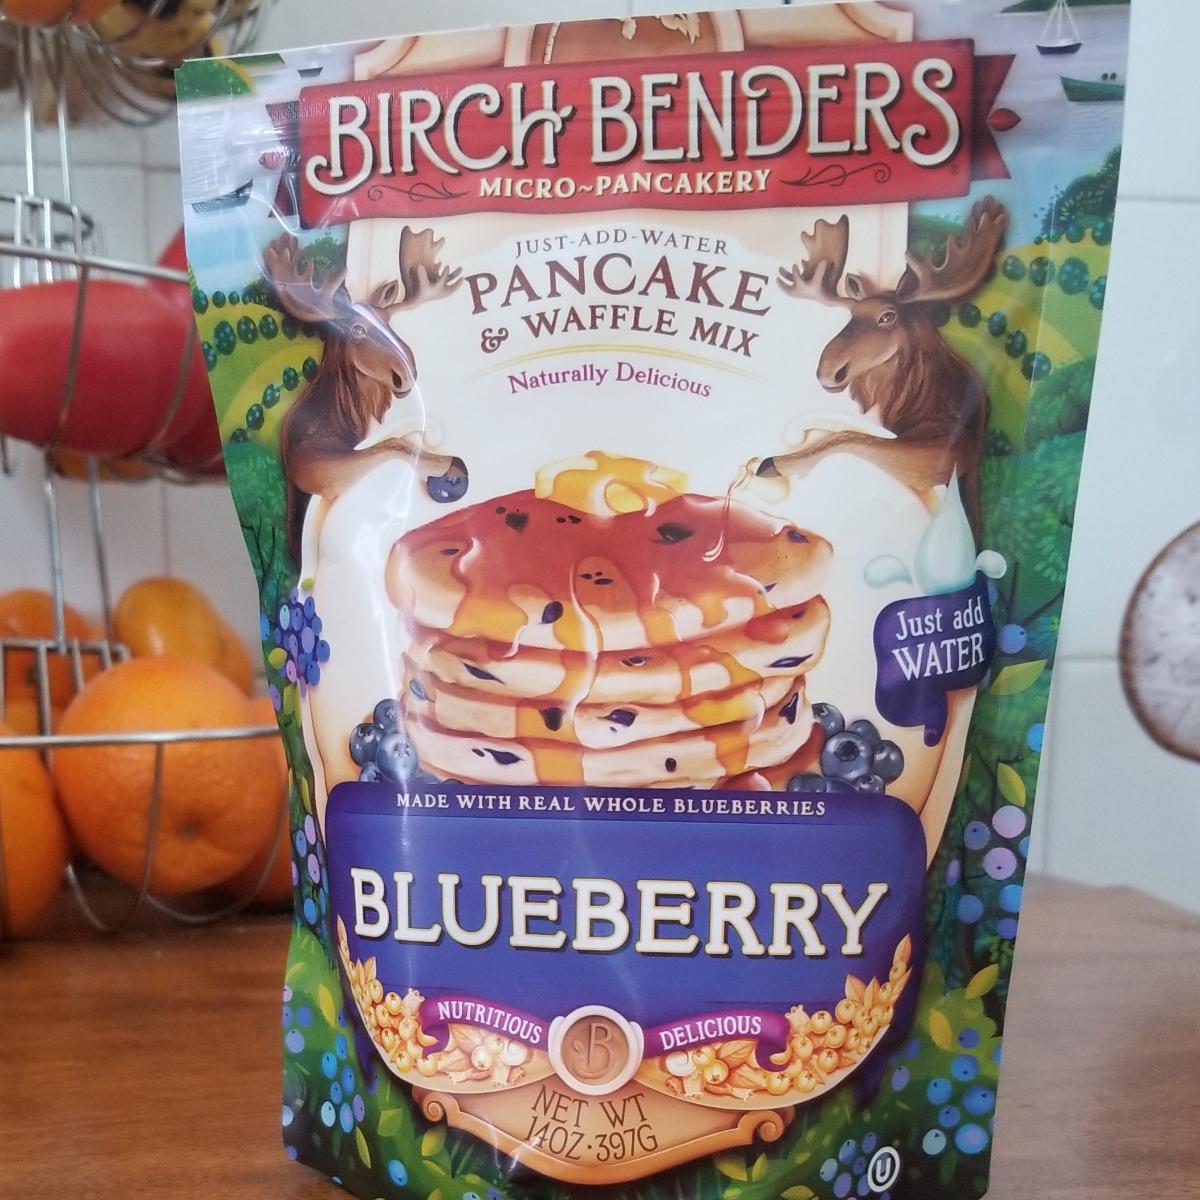 BIRCH BENDERS
MICRO~PANCAKERY
JUST-ADD-WATER
PANCAKE
& WAFFLE MIX
Naturally Delicious
Just add
WATER
MADE WITH REAL WHOLE BLUEBERRIES
BLUEBERRY
NUTRITIOUS
B
DELICIOUS
NET WT
14OZ·397G
U